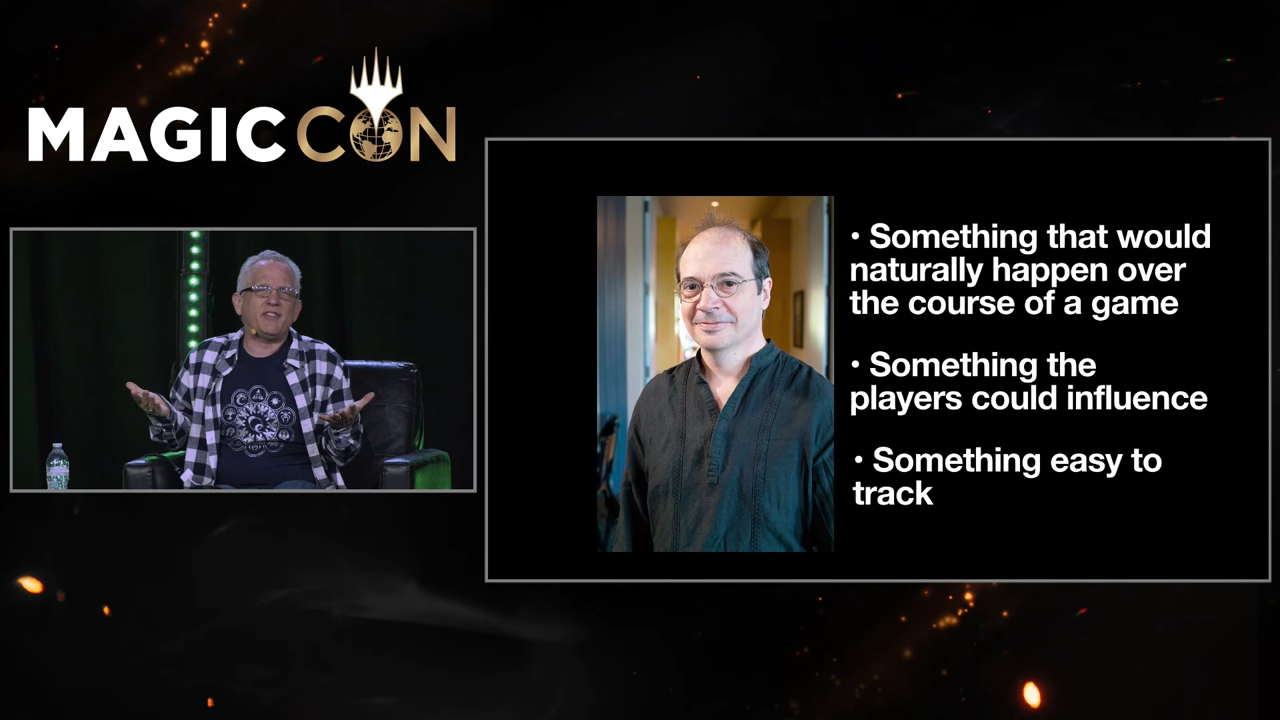 MAGICCON
• Something that would
naturally happen over
the course of a game
• Something the
players could influence
• Something easy to
track